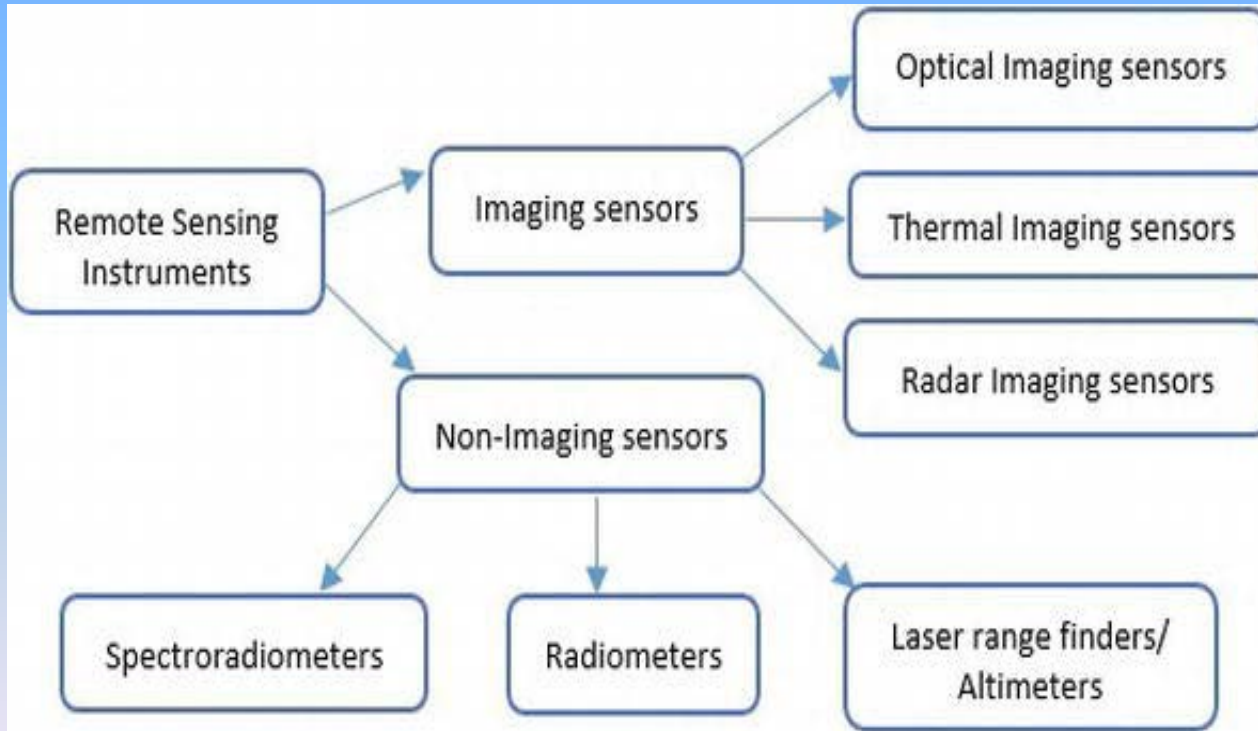 Optical Imaging sensors
Remote Sensing
Instruments
Imaging sensors
Thermal Imaging sensors
Radar Imaging sensors
Non-Imaging sensors
Spectroradiometers
Radiometers
Laser range finders/
Altimeters